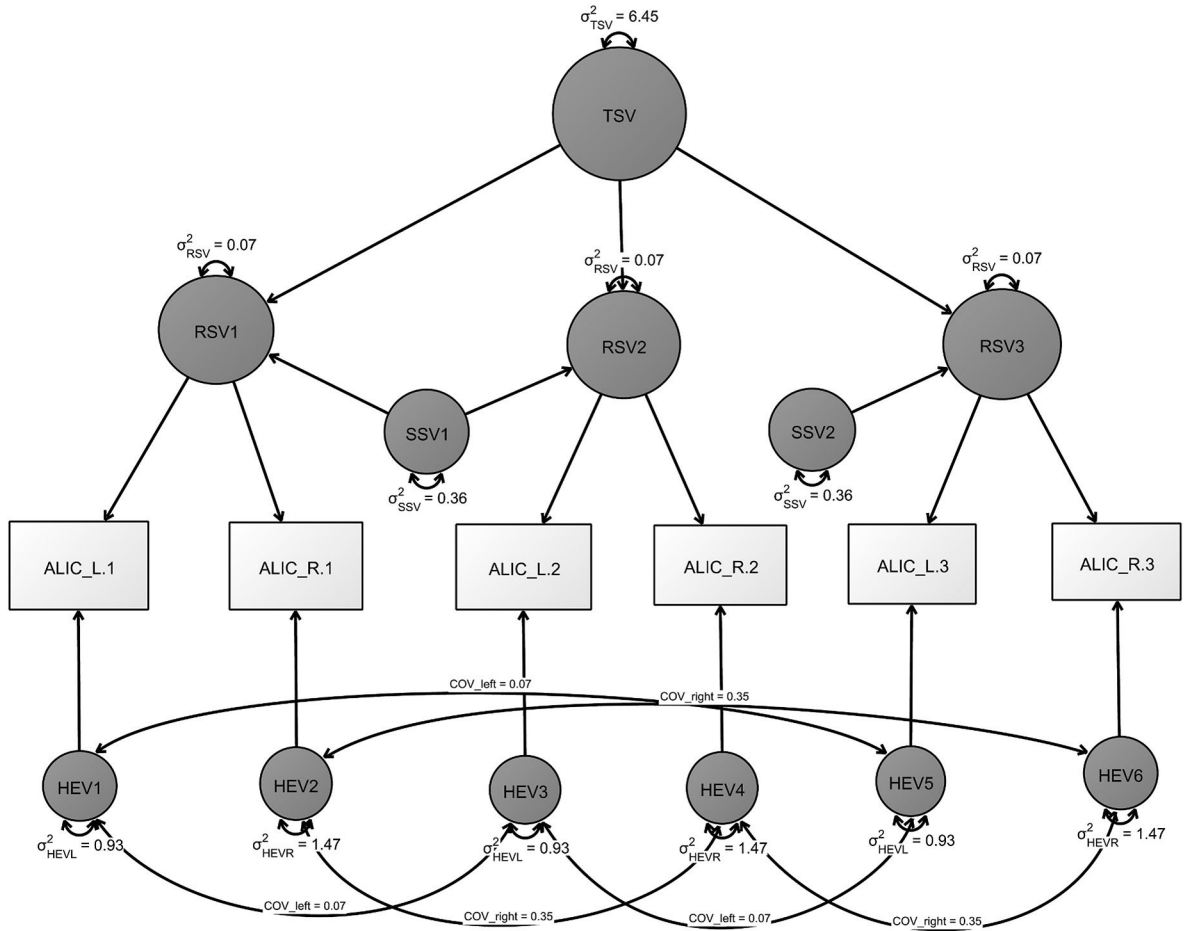 σ²TSV = 6.45
TSV
σ²RSV = 0.07
σ²RSV = 0.07
σ²RSV = 0.07
RSV1
RSV2
RSV3
SSV1
SSV2
σ²SSV = 0.36
σ²SSV = 0.36
ALIC_L.1
ALIC_R.1
ALIC_L.2
ALIC_R.2
ALIC_L.3
ALIC_R.3
COV_left = 0.07
COV_right = 0.35
HEV1
HEV2
HEV3
HEV4
HEV5
HEV6
σ²HEVL = 0.93
σ²HEVR = 1.47
σ²HEVL = 0.93
σ²HEVR = 1.47
σ²HEVL = 0.93
σ²HEVR = 1.47
COV_left = 0.07
COV_right = 0.35
COV_left = 0.07
COV_right = 0.35